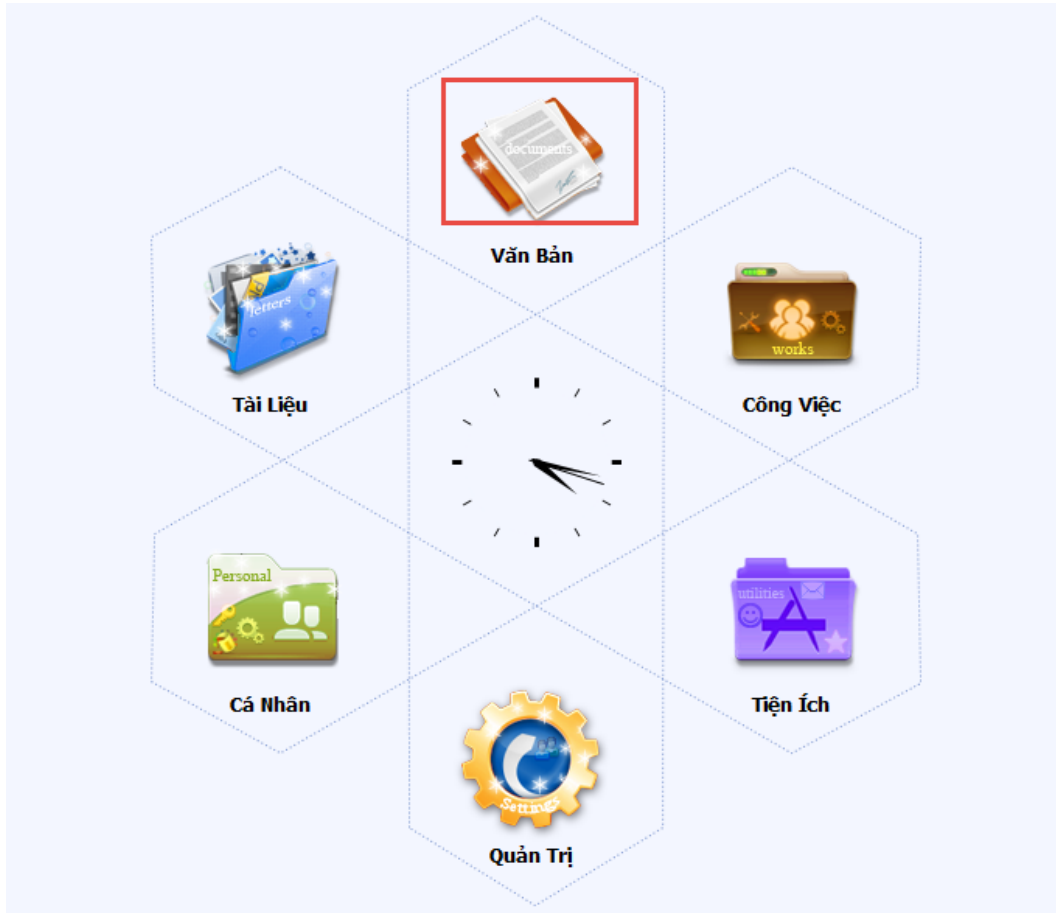 documents
Văn Bản
letters
Tài Liệu
works
Công Việc
Personal
Cá Nhân
utilities
Tiện Ích
Settings
Quản Trị